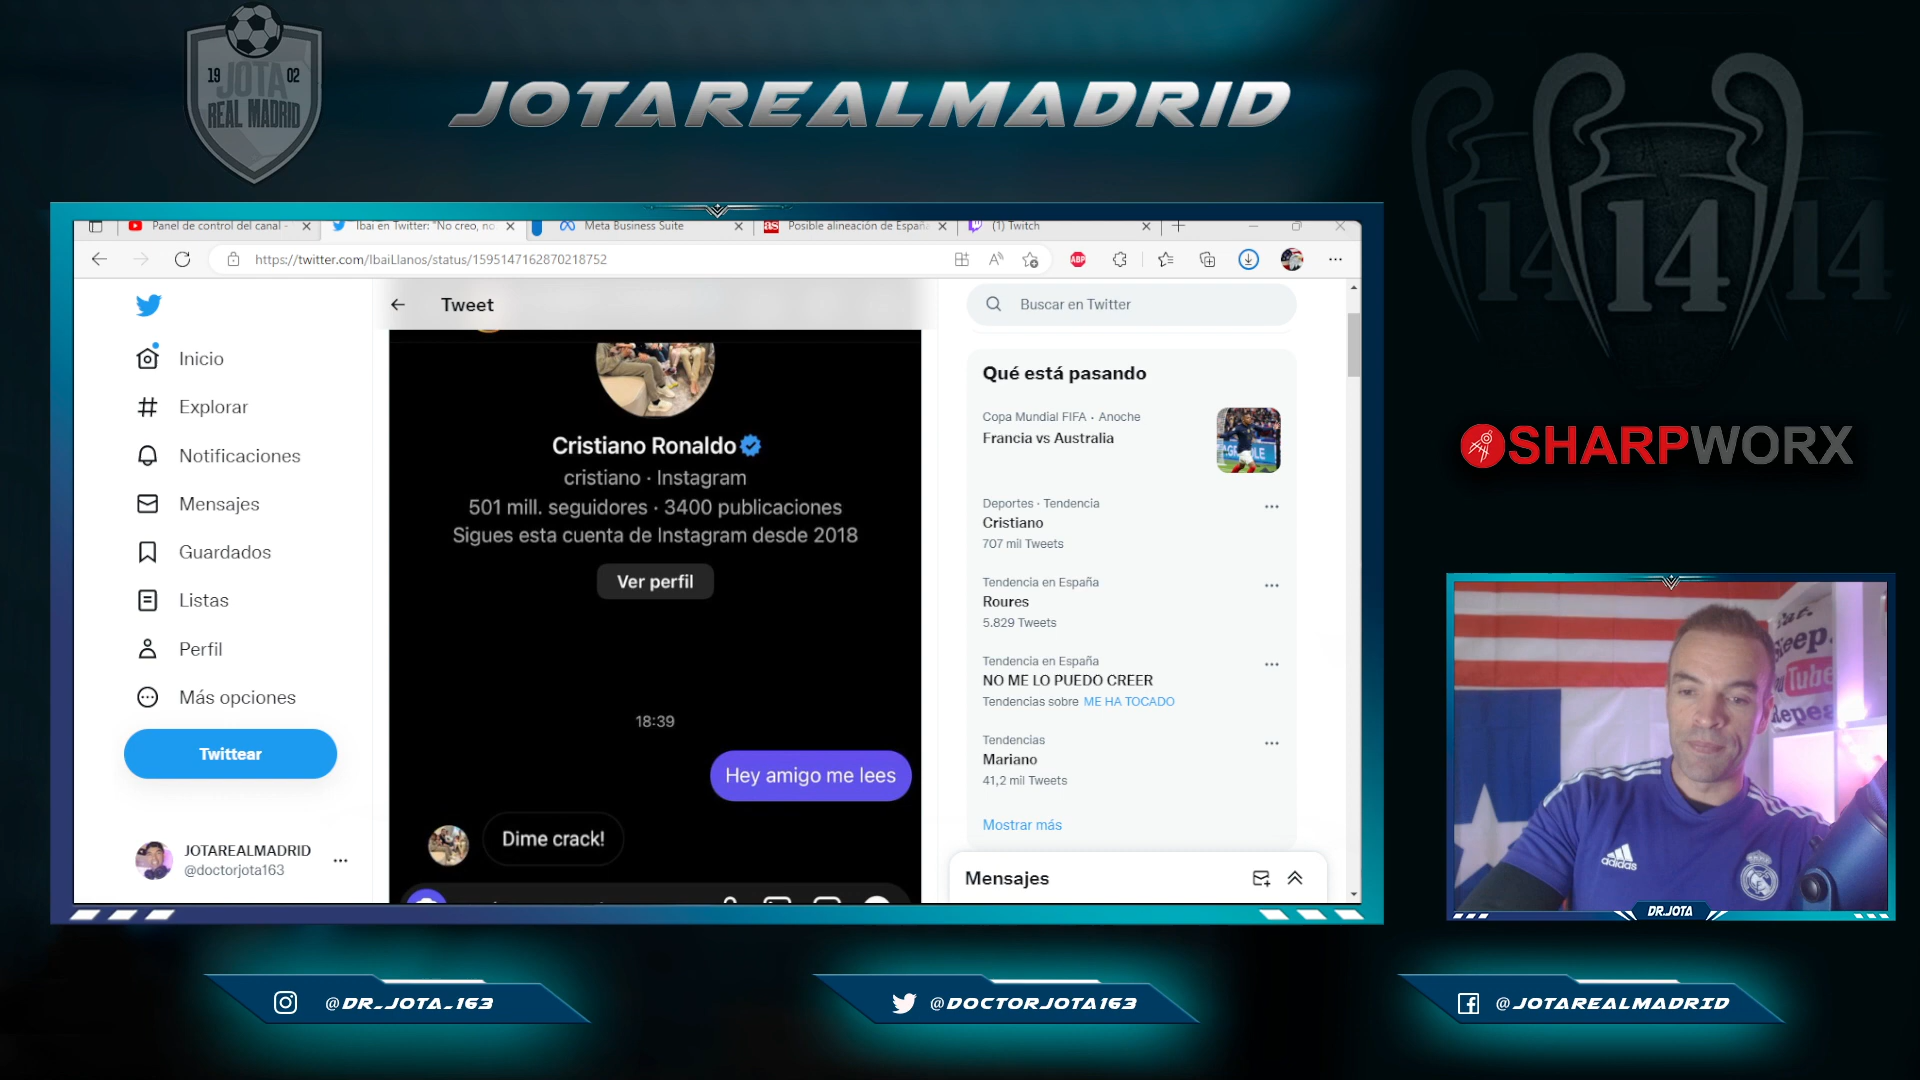 19 02
JOTA
REAL MADRID
JOTAREALMADRID
14
14
14
Panel de control del canal -
Ibai en Twitter: "No creo, no
Meta Business Suite
as
Posible alineación de España
(1) Twitch
https://twitter.com/IbaiLlanos/status/1595147162870218752
ABP
Tweet
Buscar en Twitter
Inicio
Explorar
Notificaciones
Mensajes
Guardados
Listas
Perfil
Más opciones
Twittear
JOTAREALMADRID
@doctorjota163
Cristiano Ronaldo
cristiano · Instagram
501 mill. seguidores · 3400 publicaciones
Sigues esta cuenta de Instagram desde 2018
Ver perfil
18:39
Hey amigo me lees
Dime crack!
Qué está pasando
Copa Mundial FIFA · Anoche
Francia vs Australia
Deportes · Tendencia
Cristiano
707 mil Tweets
Tendencia en España
Roures
5.829 Tweets
Tendencia en España
NO ME LO PUEDO CREER
Tendencias sobre ME HA TOCADO
Tendencias
Mariano
41,2 mil Tweets
Mostrar más
Mensajes
SHARPWORX
adidas
DR.JOTA
@DR_JOTA_163
@DOCTORJOTA163
@JOTAREALMADRID